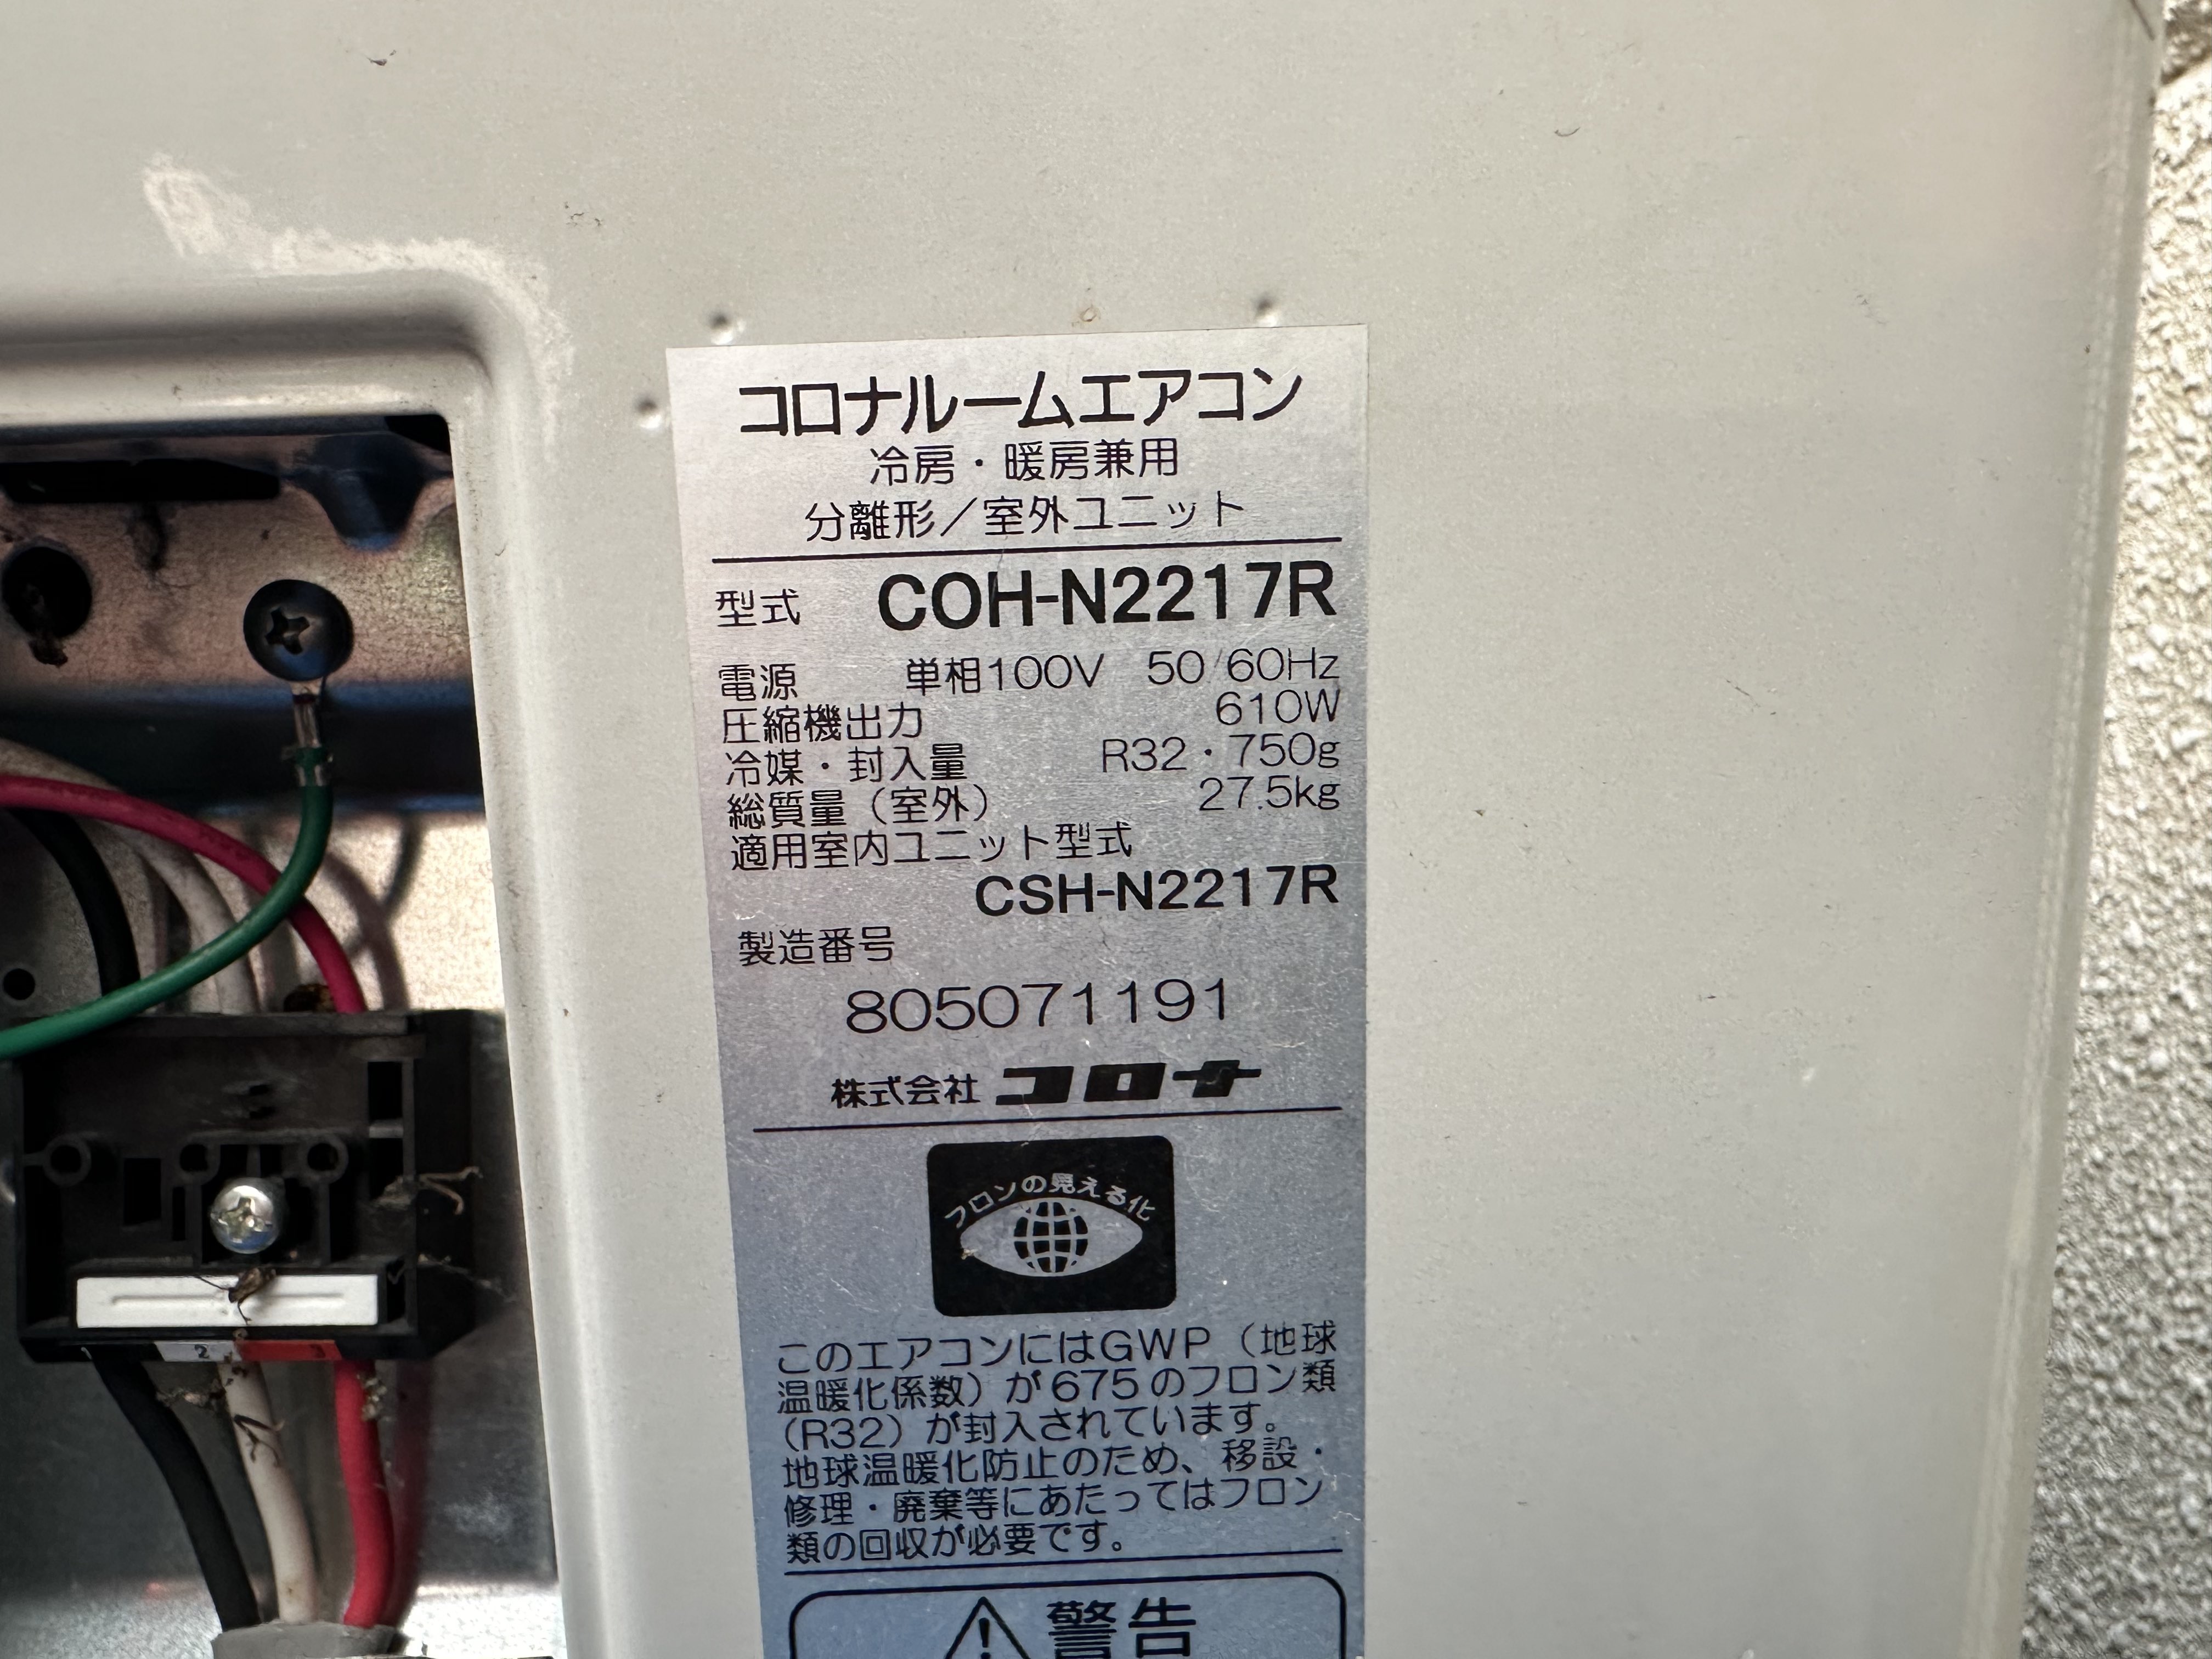 コロナルームエアコン
冷房・暖房兼用
分離形／室外ユニット
型式 COH-N2217R
電源 単相100V 50/60Hz
圧縮機出力 610W
冷媒・封入量 R32・750g
総質量（室外） 27.5kg
適用室内ユニット型式
CSH-N2217R
製造番号
805071191
株式会社 コロナ
フロンの見える化
このエアコンにはGWP（地球
温暖化係数）が675のフロン類
（R32）が封入されています。
地球温暖化防止のため、移設・
修理・廃棄等にあたってはフロン
類の回収が必要です。
警告
1 2 3